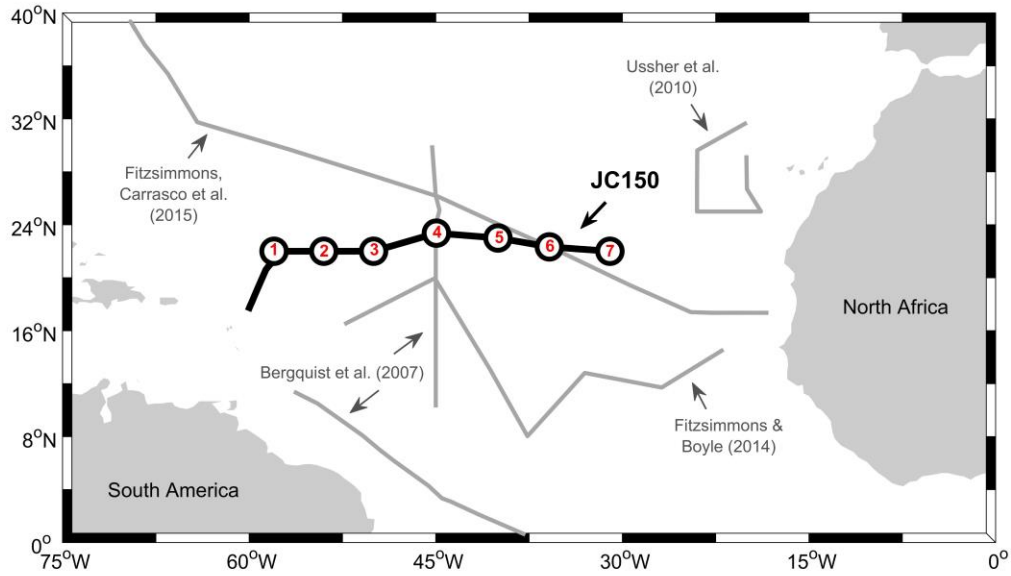 40°N
Ussher et al.
(2010)
32°N
Fitzsimmons,
Carrasco et al.
(2015)
JC150
24°N
1 2 3 4 5 6 7
North Africa
16°N
Bergquist et al. (2007)
Fitzsimmons &
Boyle (2014)
8°N
South America
0°
75°W 60°W 45°W 30°W 15°W 0°